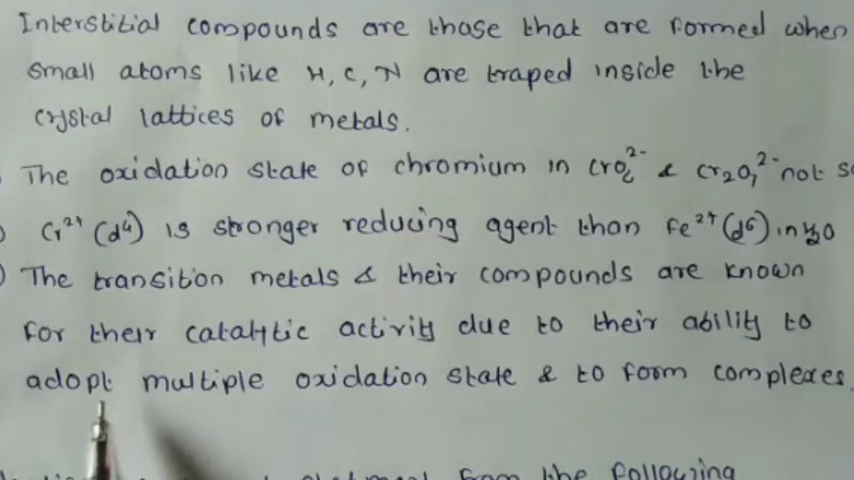 Interstitial compounds are those that are formed when
small atoms like H, C, N are traped inside the
crystal lattices of metals.
The oxidation state of chromium in & Cr₂O₇²⁻ not
Cr²⁺ (d⁴) is stronger reducing agent than Fe²⁺ (d⁶) in H₂O
) The transition metals & their compounds are known
for their catalytic activity due to their ability to
adopt multiple oxidation state & to form complexes.
from the following